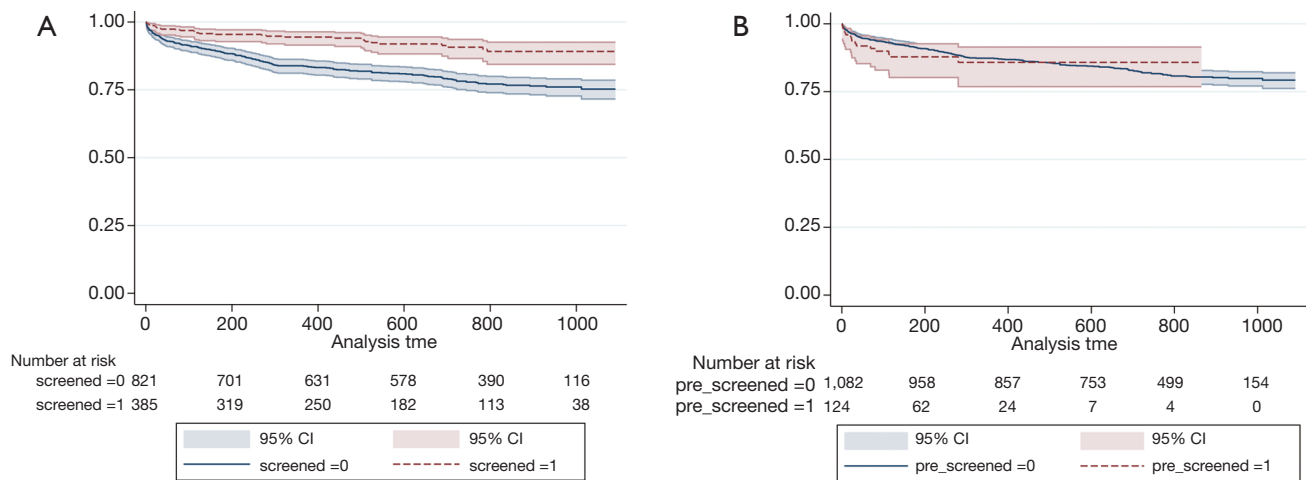 A
1.00
0.75
0.50
0.25
0.00
0 200 400 600 800 1000
Analysis tme
Number at risk
screened =0 821 701 631 578 390 116
screened =1 385 319 250 182 113 38
95% CI 95% CI
screened =0 screened =1
B
1.00
0.75
0.50
0.25
0.00
0 200 400 600 800 1000
Analysis tme
Number at risk
pre_screened =0 1,082 958 857 753 499 154
pre_screened =1 124 62 24 7 4 0
95% CI 95% CI
pre_screened =0 pre_screened =1